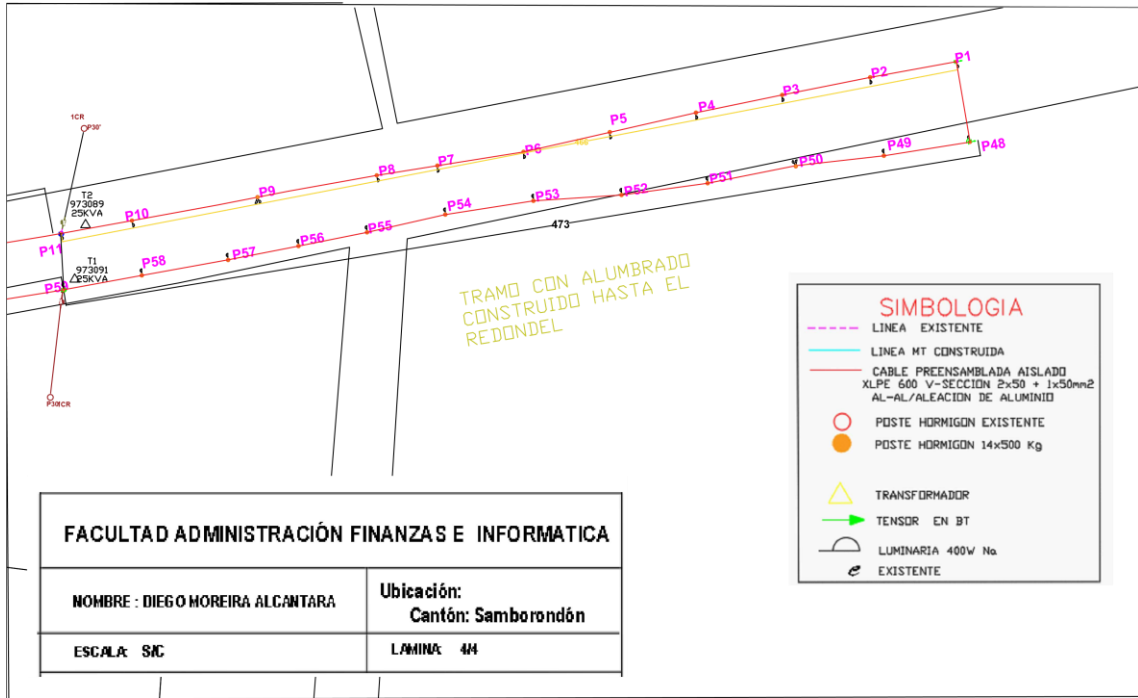 P1
P2
P3
P4
P5
P6
P7
P8
P9
P10
P11
1CR
P30'
T2
973089
25KVA
T1
973091
25KVA
P48
P49
P50
P51
P52
P53
P54
P55
P56
P57
P58
P59
473
TRAMO CON ALUMBRADO
CONSTRUIDO HASTA EL
REDONDEL
SIMBOLOGIA
LINEA EXISTENTE
LINEA MT CONSTRUIDA
CABLE PREENSAMBLADA AISLADO
XLPE 600 V-SECCION 2x50 + 1x50mm2
AL-AL/ALEACION DE ALUMINIO
POSTE HORMIGON EXISTENTE
POSTE HORMIGON 14x500 Kg
TRANSFORMADOR
TENSOR EN BT
LUMINARIA 400W Na
e EXISTENTE
FACULTAD ADMINISTRACIÓN FINANZAS E INFORMATICA
NOMBRE : DIEGO MOREIRA ALCANTARA
Ubicación:
Cantón: Samborondón
ESCALA: S/C
LAMINA: 4/4